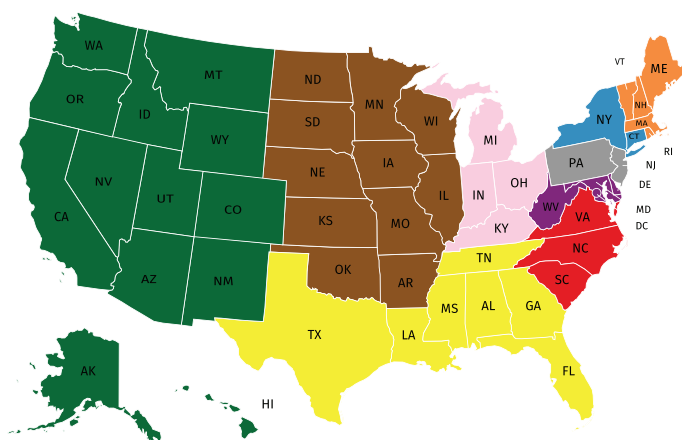 WA
MT
ND
MN
VT
ME
OR
ID
SD
WI
MI
NY
NH
MA
CT
RI
WY
NE
IA
PA
NJ
NV
UT
CO
IL
IN
OH
DE
CA
KS
MO
KY
WV
VA
MD
DC
AZ
NM
OK
AR
TN
NC
SC
TX
LA
MS
AL
GA
FL
AK
HI